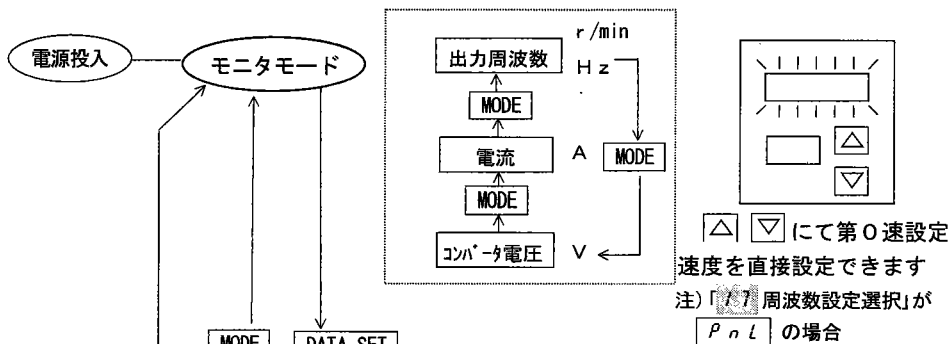 電源投入
モニタモード
r/min
出力周波数
Hz
MODE
電流
A
MODE
MODE
コンバータ電圧
V
△ ▽ にて第0速設定
速度を直接設定できます
注)「17 周波数設定選択」が
PnL の場合
MODE
DATA SET